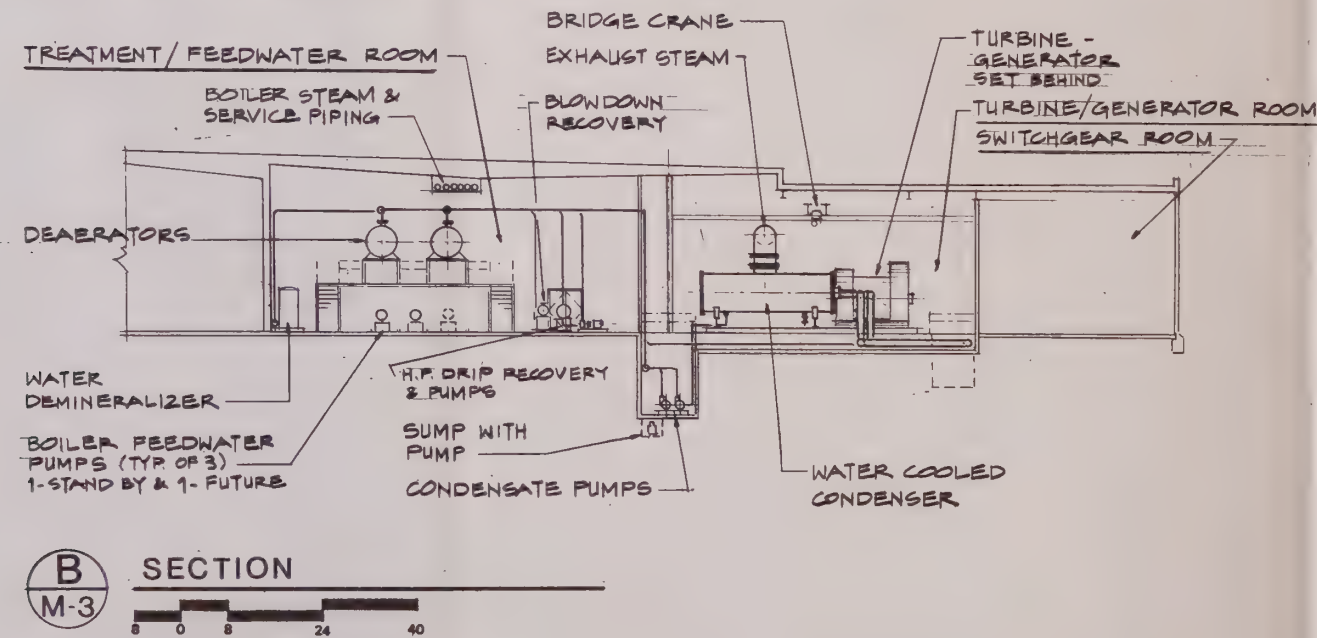 BRIDGE CRANE
EXHAUST STEAM
TURBINE -
GENERATOR
SET BEHIND
TREATMENT/FEEDWATER ROOM
BOILER STEAM &
SERVICE PIPING
BLOWDOWN
RECOVERY
TURBINE/GENERATOR ROOM
SWITCHGEAR ROOM
DEAERATORS
WATER
DEMINERALIZER
H.P. DRIP RECOVERY
& PUMPS
BOILER FEEDWATER
PUMPS (TYP. OF 3)
1-STAND BY & 1-FUTURE
SUMP WITH
PUMP
CONDENSATE PUMPS
WATER COOLED
CONDENSER
B
M-3
SECTION
8 0 8 24 40